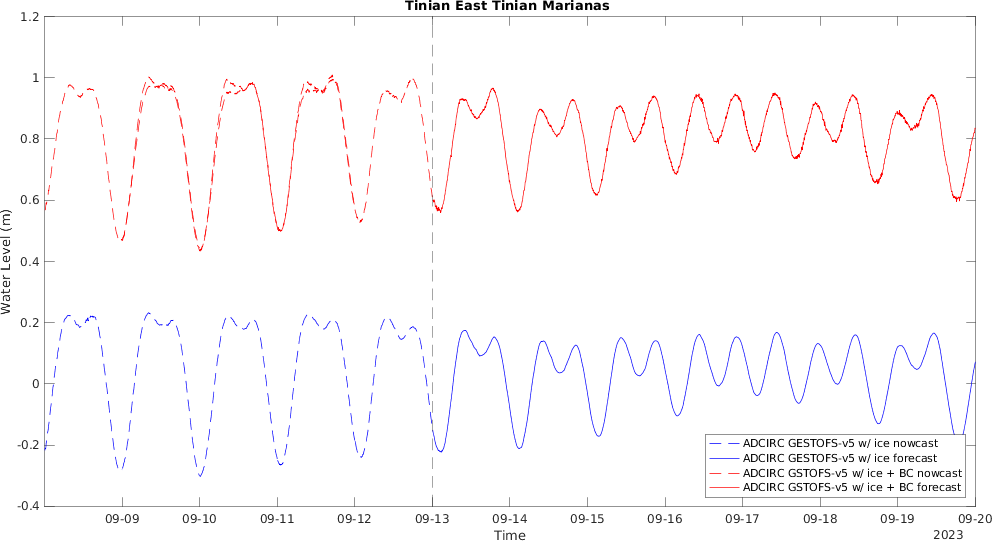 Tinian East Tinian Marianas
1.2
1
0.8
0.6
0.4
0.2
0
-0.2
-0.4
Water Level (m)
ADCIRC GESTOFS-v5 w/ ice nowcast
ADCIRC GESTOFS-v5 w/ ice forecast
ADCIRC GSTOFS-v5 w/ ice + BC nowcast
ADCIRC GSTOFS-v5 w/ ice + BC forecast
09-09 09-10 09-11 09-12 09-13 09-14 09-15 09-16 09-17 09-18 09-19 09-20
Time
2023